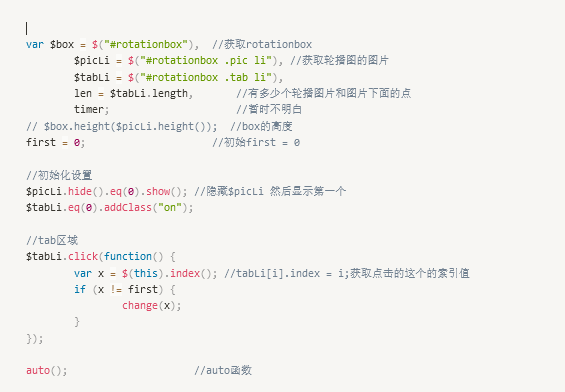 var $box = $("#rotationbox"),  //获取rotationbox
        $picLi = $("#rotationbox .pic li"), //获取轮播图的图片
        $tabLi = $("#rotationbox .tab li"),
        len = $tabLi.length,       //有多少个轮播图片和图片下面的点
        timer;                     //暂时不明白
// $box.height($picLi.height());  //box的高度
first = 0;                     //初始first = 0

//初始化设置
$picLi.hide().eq(0).show(); //隐藏$picLi 然后显示第一个
$tabLi.eq(0).addClass("on");

//tab区域
$tabLi.click(function() {
        var x = $(this).index(); //tabLi[i].index = i;获取点击的这个的索引值
        if (x != first) {
                change(x);
        }
});

auto();                     //auto函数